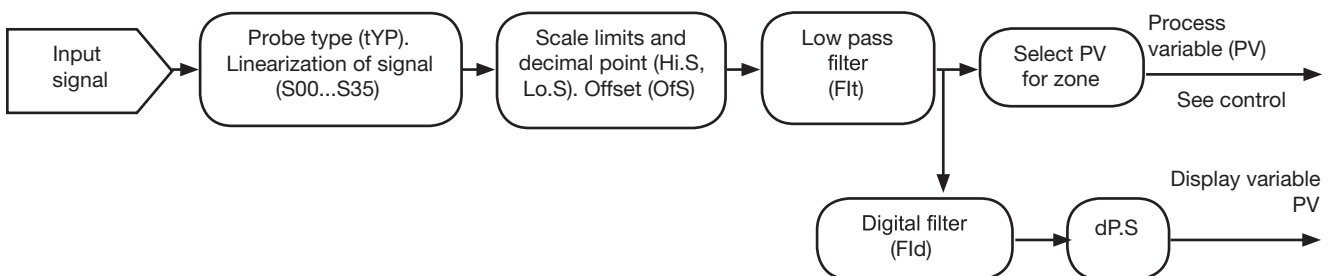 Input
signal
Probe type (tYP).
Linearization of signal
(S00...S35)
Scale limits and
decimal point (Hi.S,
Lo.S). Offset (OfS)
Low pass
filter
(Flt)
Select PV
for zone
Process
variable (PV)
See control
Digital filter
(Fld)
dP.S
Display variable
PV